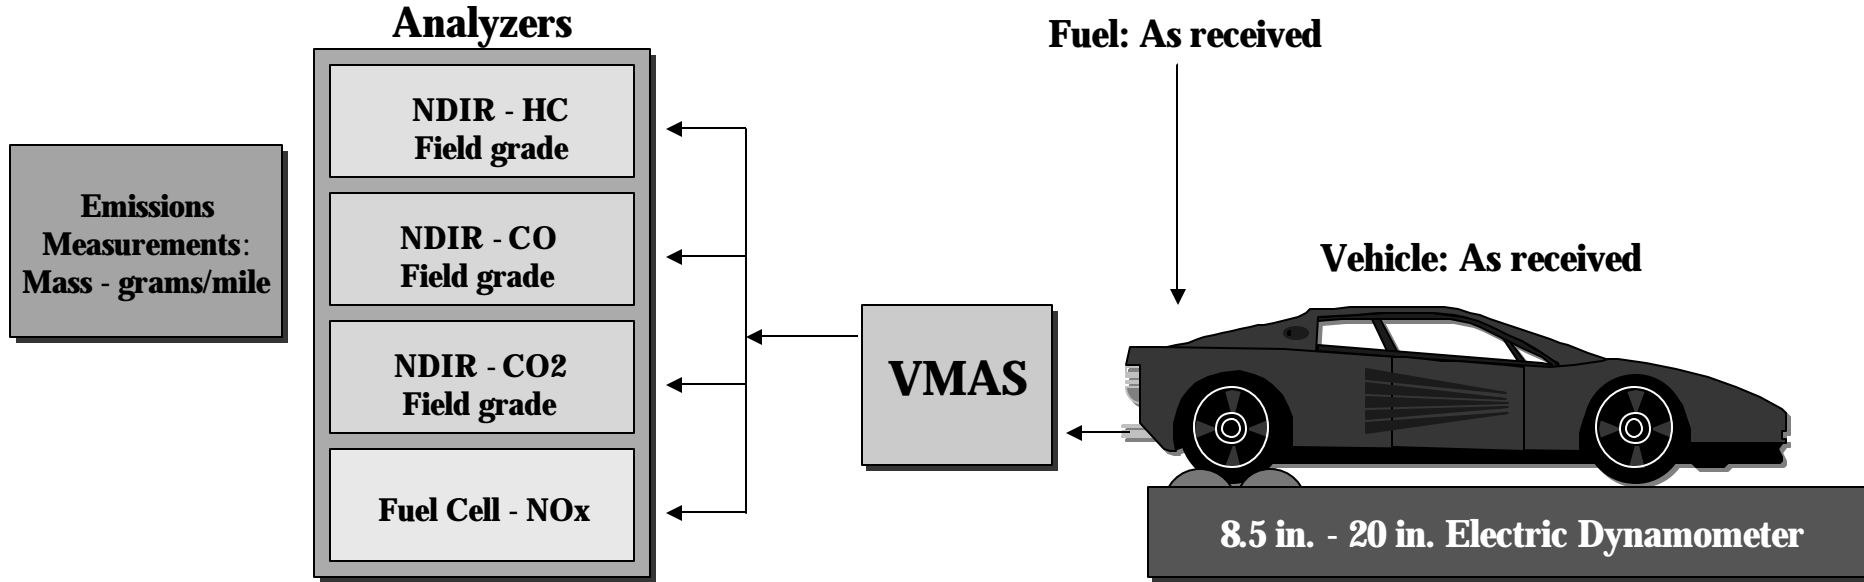 Analyzers
Fuel: As received
NDIR - HC
Field grade
Emissions
Measurements:
Mass - grams/mile
NDIR - CO
Field grade
Vehicle: As received
NDIR - CO2
Field grade
VMAS
Fuel Cell - NOx
8.5 in. - 20 in. Electric Dynamometer